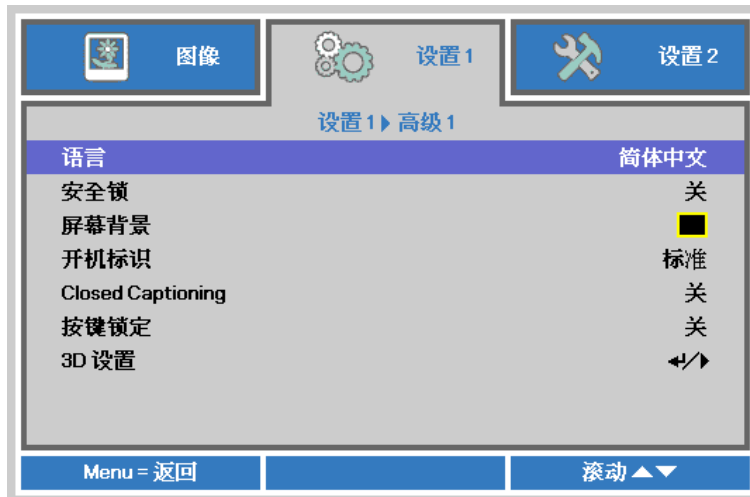 图像 设置1 设置2
设置1▶高级1
语言 简体中文
安全锁 关
屏幕背景
开机标识 标准
Closed Captioning 关
按键锁定 关
3D 设置 ↵/▶
Menu = 返回 滚动▲▼